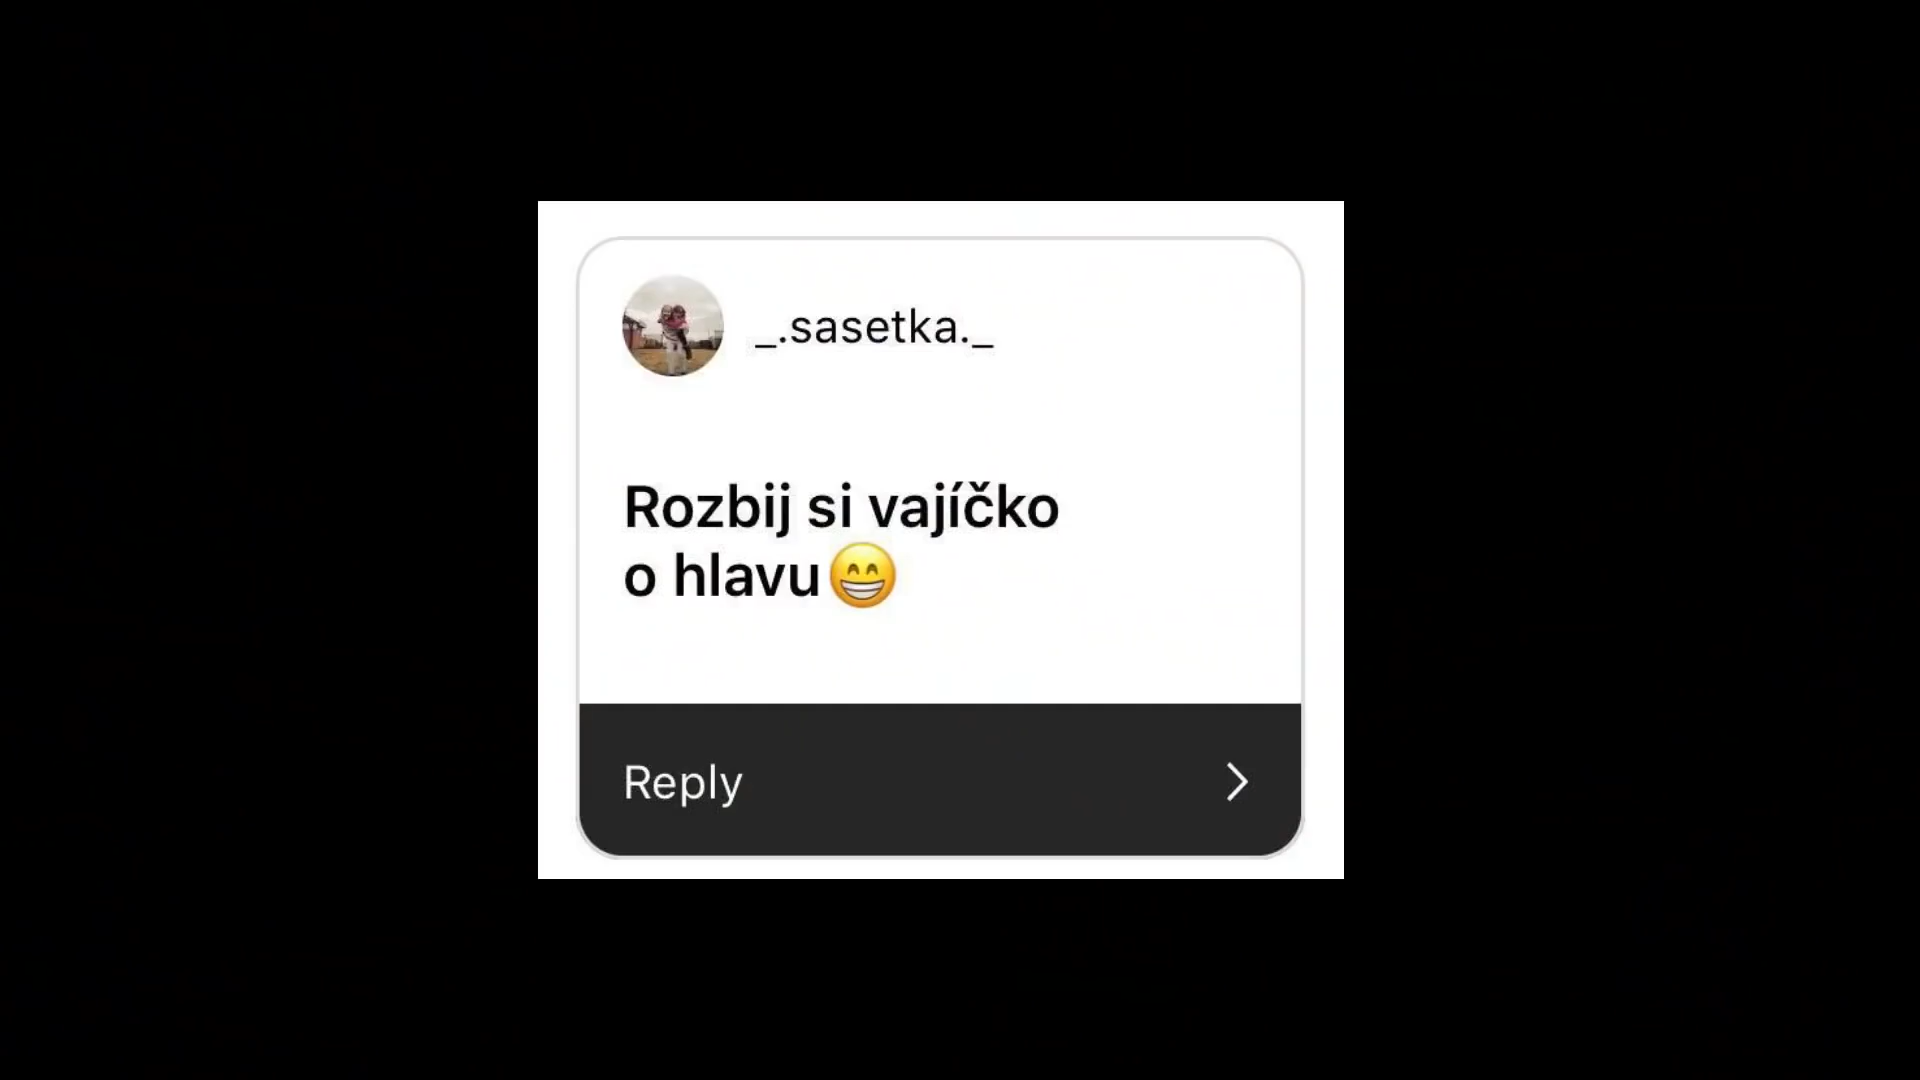 _.sasetka._
Rozbij si vajíčko
o hlavu😁
Reply